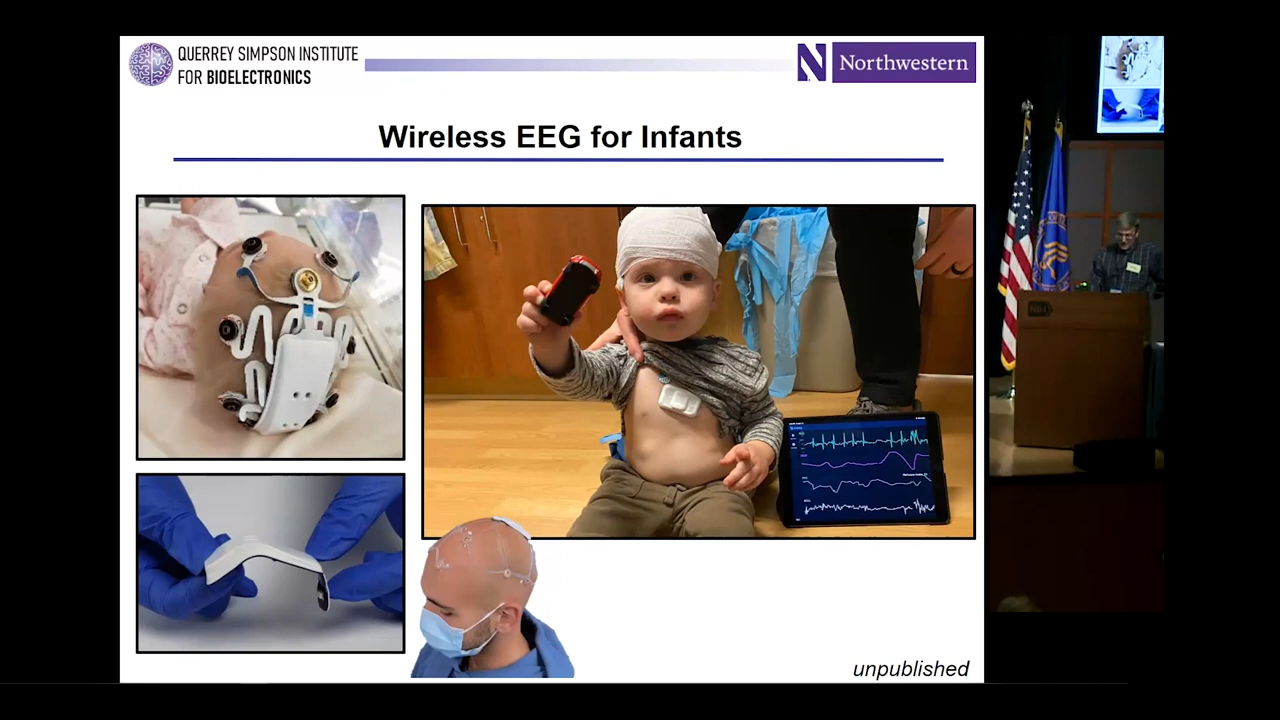 QUERREY SIMPSON INSTITUTE
FOR BIOELECTRONICS
N Northwestern
Wireless EEG for Infants
unpublished